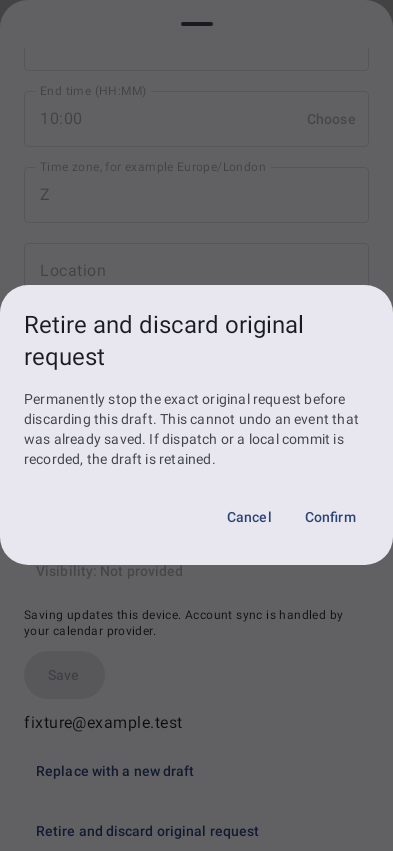 End time (HH:MM)
10:00
Choose
Time zone, for example Europe/London
Z
Location
Retire and discard original
request
Permanently stop the exact original request before
discarding this draft. This cannot undo an event that
was already saved. If dispatch or a local commit is
recorded, the draft is retained.
Cancel
Confirm
Visibility: Not provided
Saving updates this device. Account sync is handled by
your calendar provider.
Save
fixture@example.test
Replace with a new draft
Retire and discard original request